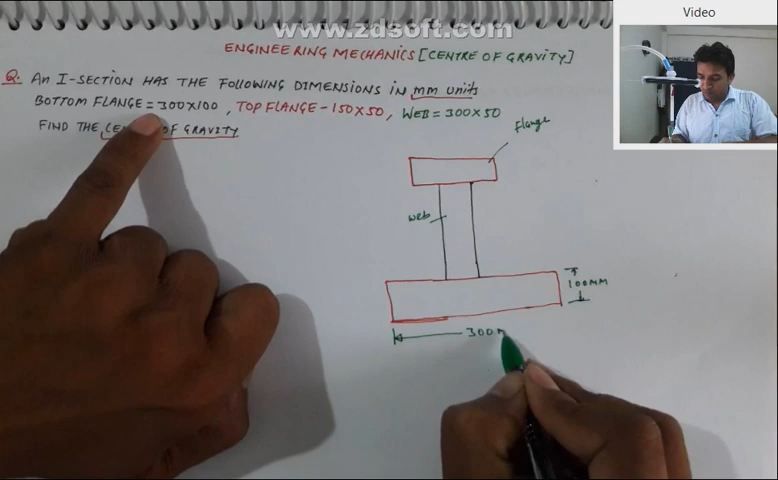 www.zdsoft.com
Video
ENGINEERING MECHANICS [CENTRE OF GRAVITY]
Q. AN I-SECTION HAS THE FOLLOWING DIMENSIONS IN mm units
BOTTOM FLANGE = 300X100, TOP FLANGE - 150X50, WEB = 300X50
FIND THE OF GRAVITY
flange
web
100MM
300